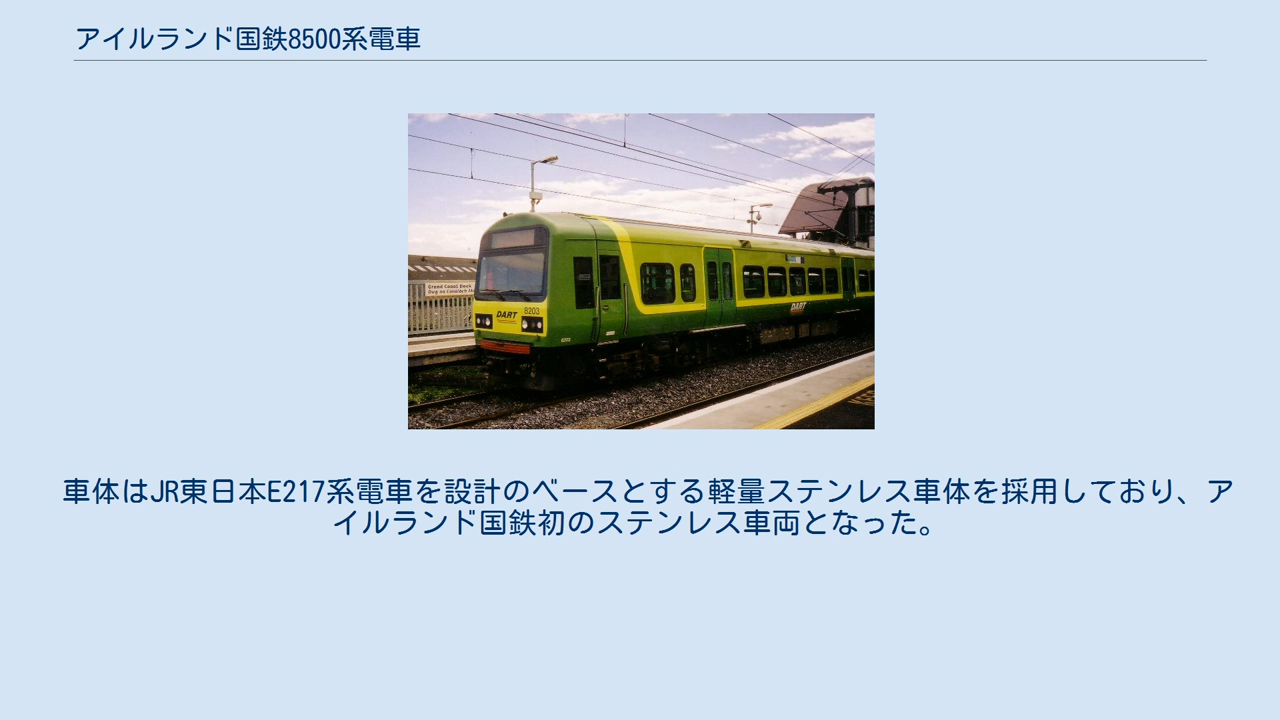 アイルランド国鉄8500系電車
Grand Canal Dock
DART
8203
DART
車体はJR東日本E217系電車を設計のベースとする軽量ステンレス車体を採用しており、ア
イルランド国鉄初のステンレス車両となった。